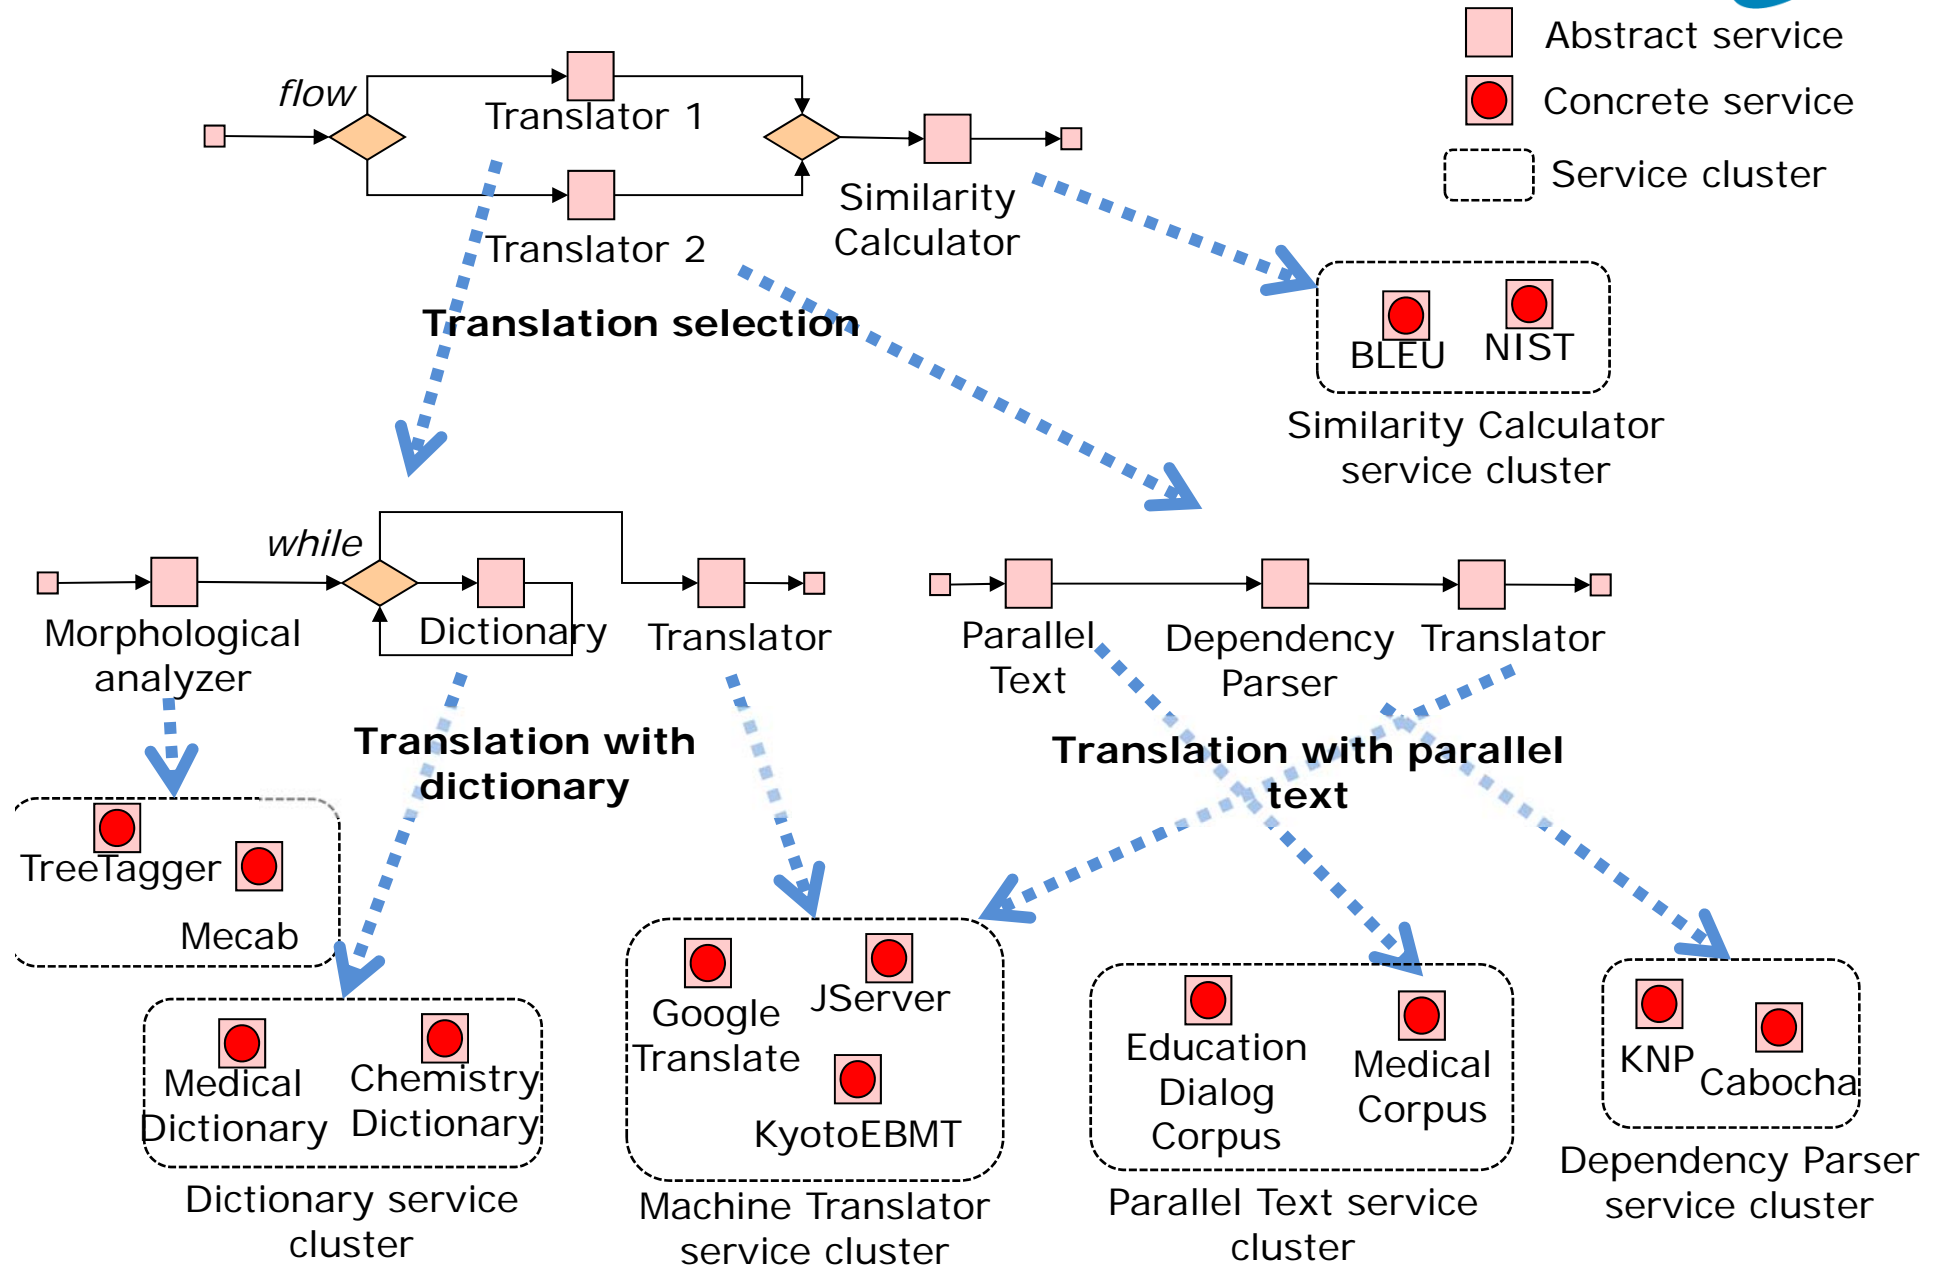 Abstract service
Concrete service
Service cluster
flow
Translator 1
Translator 2
Similarity
Calculator
Translation selection
BLEU
NIST
Similarity Calculator
service cluster
while
Morphological
analyzer
Dictionary
Translator
Parallel
Text
Dependency
Parser
Translator
Translation with
dictionary
Translation with parallel
text
TreeTagger
Mecab
Medical
Dictionary
Chemistry
Dictionary
Dictionary service
cluster
Google
Translate
JServer
KyotoEBMT
Machine Translator
service cluster
Education
Dialog
Corpus
Medical
Corpus
Parallel Text service
cluster
KNP
Cabocha
Dependency Parser
service cluster